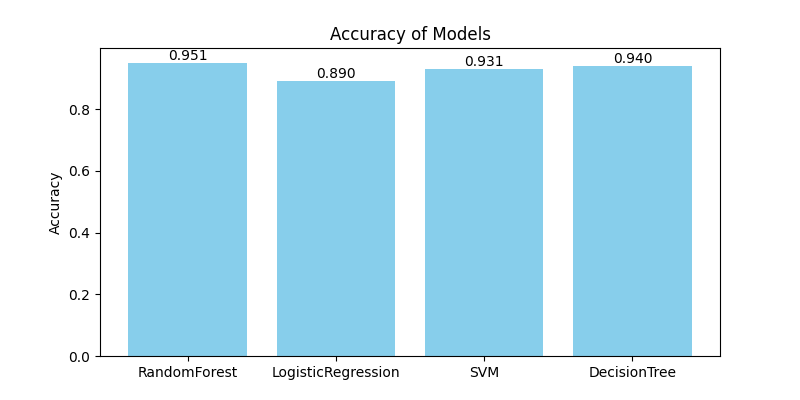 Accuracy of Models
0.951
0.890
0.931
0.940
Accuracy
0.8
0.6
0.4
0.2
0.0
RandomForest
LogisticRegression
SVM
DecisionTree